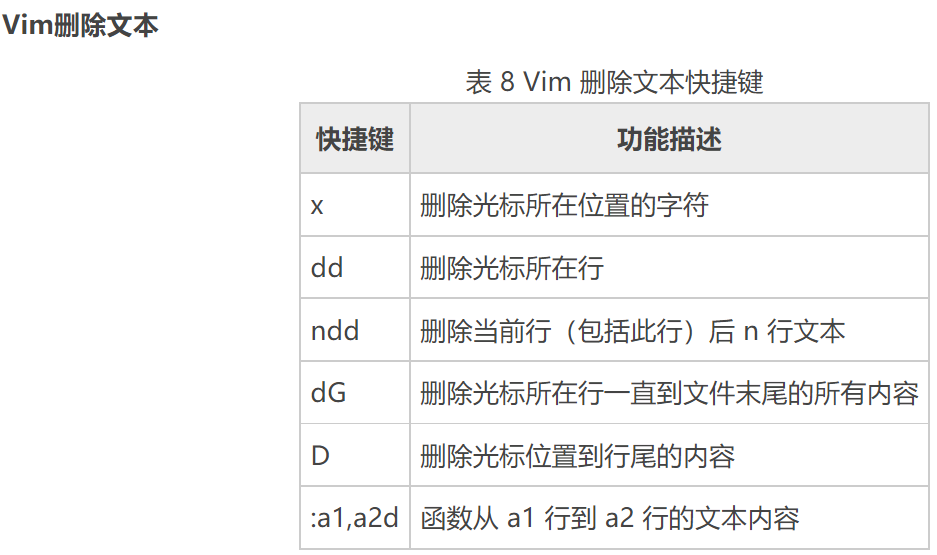 Vim删除文本
表 8 Vim 删除文本快捷键
快捷键 功能描述
x 删除光标所在位置的字符
dd 删除光标所在行
ndd 删除当前行（包括此行）后 n 行文本
dG 删除光标所在行一直到文件末尾的所有内容
D 删除光标位置到行尾的内容
:a1,a2d 函数从 a1 行到 a2 行的文本内容